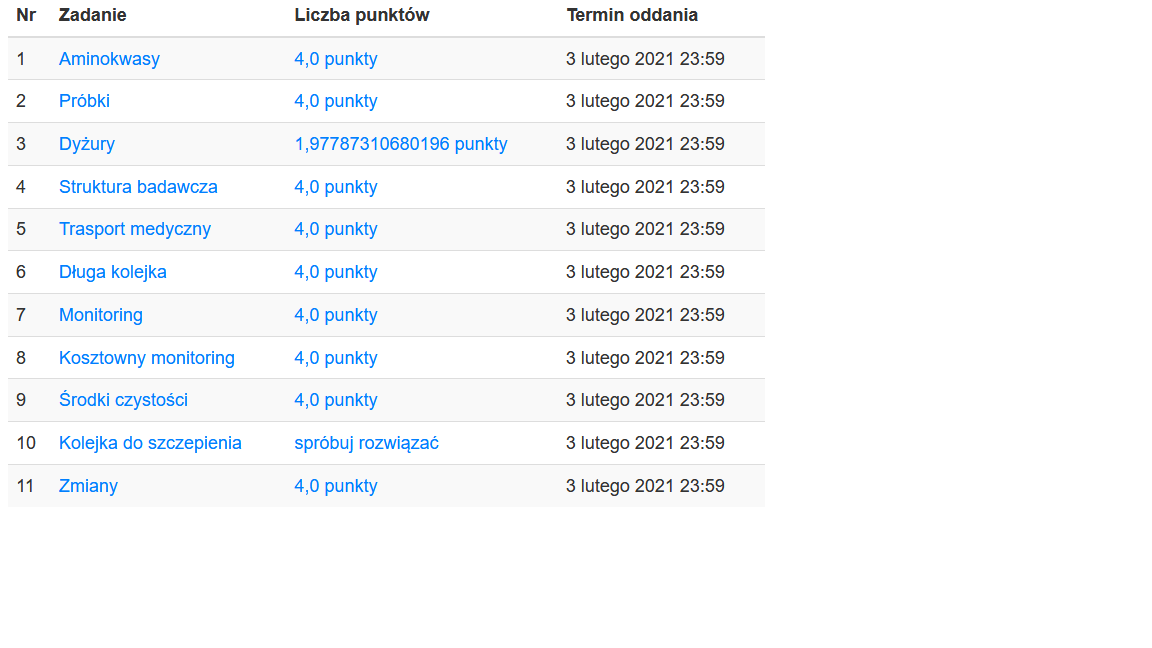 Nr Zadanie Liczba punktów Termin oddania
1 Aminokwasy 4,0 punkty 3 lutego 2021 23:59
2 Próbki 4,0 punkty 3 lutego 2021 23:59
3 Dyżury 1,97787310680196 punkty 3 lutego 2021 23:59
4 Struktura badawcza 4,0 punkty 3 lutego 2021 23:59
5 Trasport medyczny 4,0 punkty 3 lutego 2021 23:59
6 Długa kolejka 4,0 punkty 3 lutego 2021 23:59
7 Monitoring 4,0 punkty 3 lutego 2021 23:59
8 Kosztowny monitoring 4,0 punkty 3 lutego 2021 23:59
9 Środki czystości 4,0 punkty 3 lutego 2021 23:59
10 Kolejka do szczepienia spróbuj rozwiązać 3 lutego 2021 23:59
11 Zmiany 4,0 punkty 3 lutego 2021 23:59